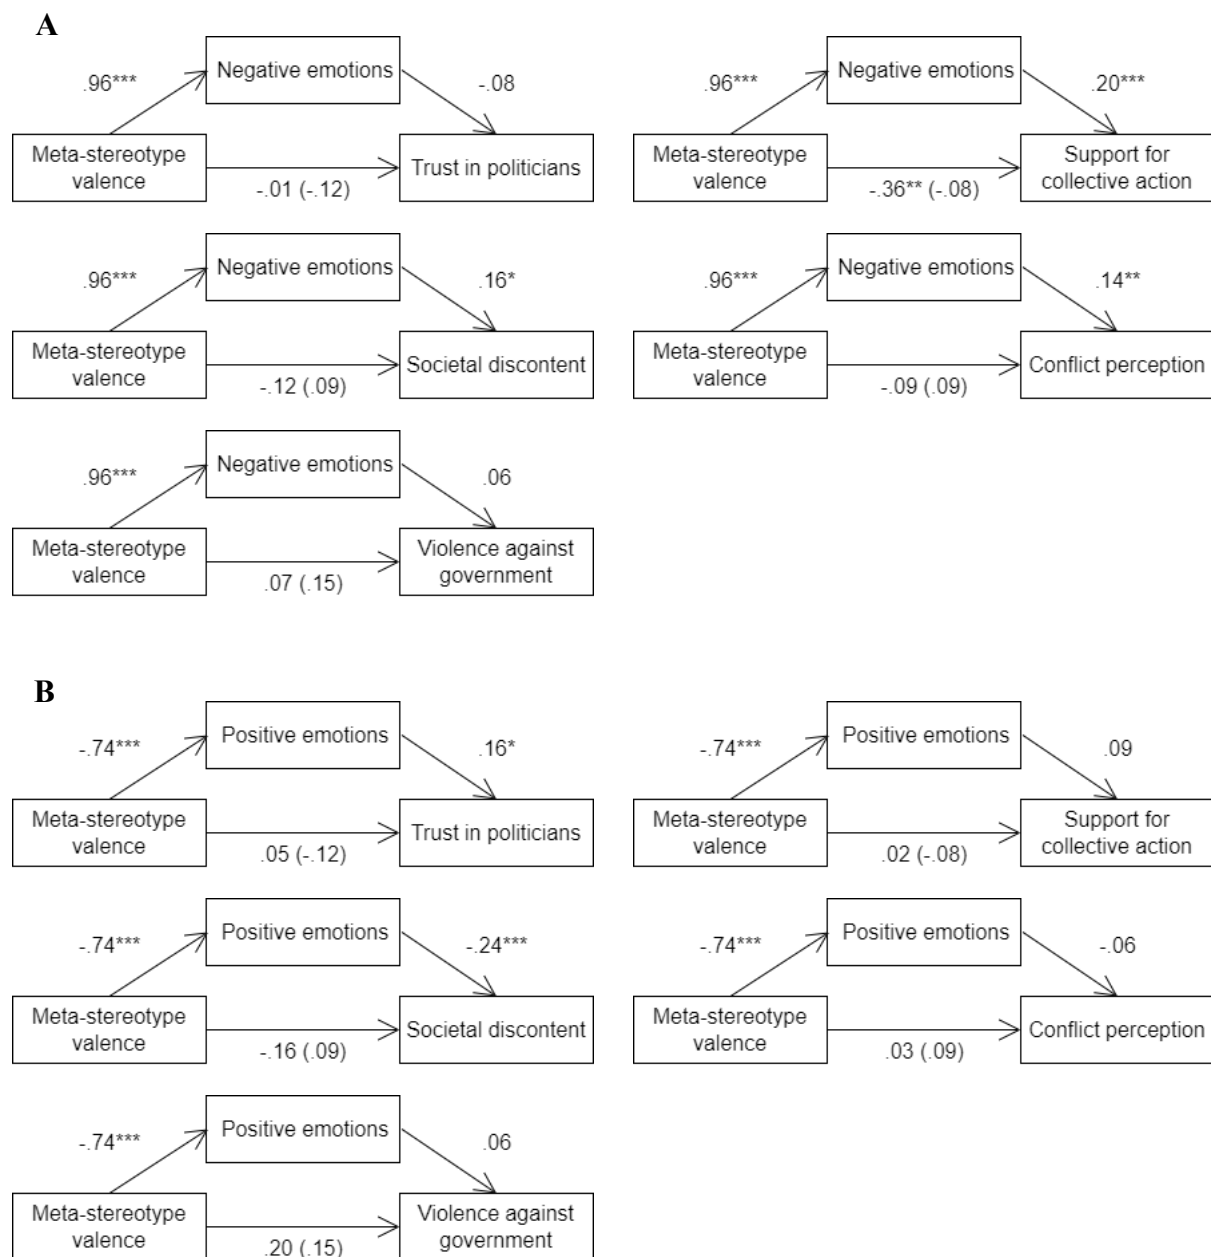 A
Negative emotions
.96***
-.08
Meta-stereotype
valence
Trust in politicians
-.01 (-.12)
Negative emotions
.96***
.20***
Meta-stereotype
valence
Support for
collective action
-.36** (-.08)
Negative emotions
.96***
.16*
Meta-stereotype
valence
Societal discontent
-.12 (.09)
Negative emotions
.96***
.14**
Meta-stereotype
valence
Conflict perception
-.09 (.09)
Negative emotions
.96***
.06
Meta-stereotype
valence
Violence against
government
.07 (.15)
B
Positive emotions
-.74***
.16*
Meta-stereotype
valence
Trust in politicians
.05 (-.12)
Positive emotions
-.74***
.09
Meta-stereotype
valence
Support for
collective action
.02 (-.08)
Positive emotions
-.74***
-.24***
Meta-stereotype
valence
Societal discontent
-.16 (.09)
Positive emotions
-.74***
-.06
Meta-stereotype
valence
Conflict perception
.03 (.09)
Positive emotions
-.74***
.06
Meta-stereotype
valence
Violence against
government
.20 (.15)